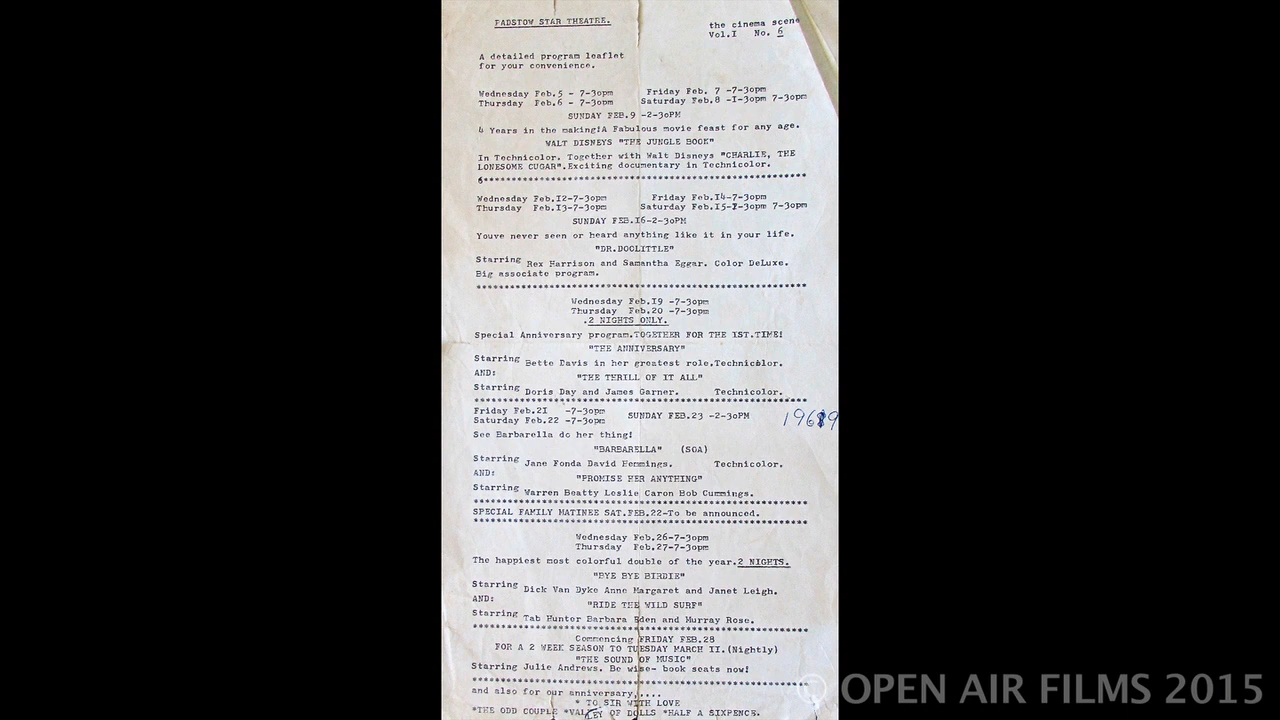 PADSTOW STAR THEATRE.
the cinema scene
Vol.I No. 6
A detailed program leaflet
for your convenience.
Wednesday Feb.5 - 7-30pm Friday Feb. 7 -7-30pm
Thursday Feb.6 - 7-30pm Saturday Feb.8 -I-30pm 7-30pm
SUNDAY FEB.9 -2-30PM
4 Years in the making!A Fabulous movie feast for any age.
WALT DISNEYS "THE JUNGLE BOOK"
In Technicolor. Together with Walt Disneys "CHARLIE, THE
LONESOME CUGAR".Exciting documentary in Technicolor.
6************************************************
Wednesday Feb.I2-7-30pm Friday Feb.I4-7-30pm
Thursday Feb.I3-7-30pm Saturday Feb.I5-I-30pm 7-30pm
SUNDAY FEB.I6-2-30PM
Youve never seen or heard anything like it in your life.
"DR.DOOLITTLE"
Starring Rex Harrison and Samantha Eggar. Color DeLuxe.
Big associate program.
*************************************************
Wednesday Feb.I9 -7-30pm
Thursday Feb.20 -7-30pm
.2 NIGHTS ONLY.
Special Anniversary program.TOGETHER FOR THE IST.TIME!
"THE ANNIVERSARY"
Starring Bette Davis in her greatest role.Technicolor.
AND:
"THE THRILL OF IT ALL"
Starring Doris Day and James Garner. Technicolor.
*************************************************
Friday Feb.2I -7-30pm SUNDAY FEB.23 -2-30PM
Saturday Feb.22 -7-30pm
1969
See Barbarella do her thing!
"BARBARELLA" (SOA)
Starring Jane Fonda David Hemmings. Technicolor.
AND:
"PROMISE HER ANYTHING"
Starring Warren Beatty Leslie Caron Bob Cummings.
*************************************************
SPECIAL FAMILY MATINEE SAT.FEB.22-To be announced.
*************************************************
Wednesday Feb.26-7-30pm
Thursday Feb.27-7-30pm
The happiest most colorful double of the year.2 NIGHTS.
"BYE BYE BIRDIE"
Starring Dick Van Dyke Anne Margaret and Janet Leigh.
AND:
"RIDE THE WILD SURF"
Starring Tab Hunter Barbara Eden and Murray Rose.
*************************************************
Commencing FRIDAY FEB.28
FOR A 2 WEEK SEASON TO TUESDAY MARCH II.(Nightly)
"THE SOUND OF MUSIC"
Starring Julie Andrews. Be wise- book seats now!
*************************************************
and also for our anniversary,....
* TO SIR WITH LOVE
*THE ODD COUPLE *VALLEY OF DOLLS *HALF A SIXPENCE.
© OPEN AIR FILMS 2015